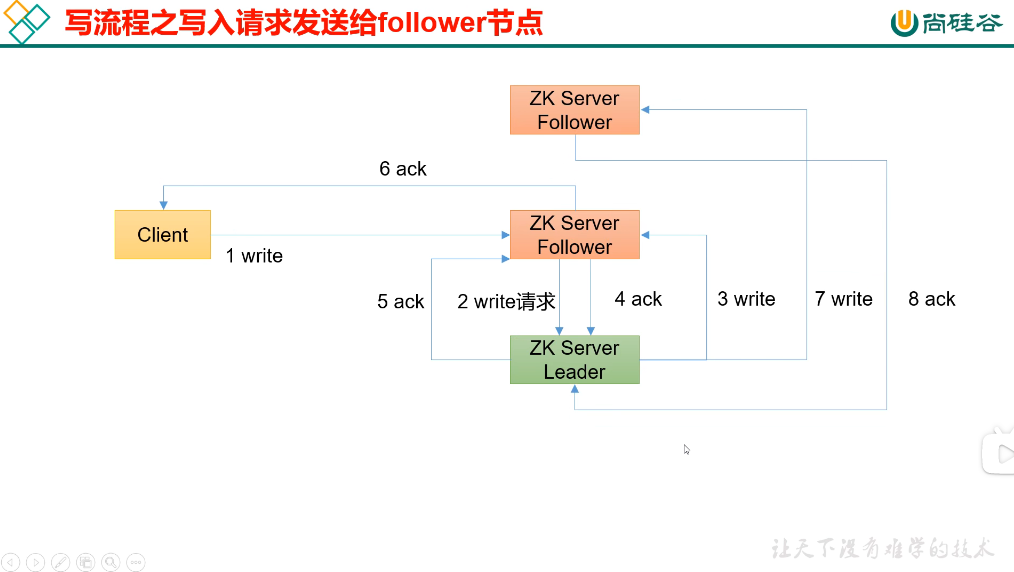 写流程之写入请求发送给follower节点
尚硅谷
ZK Server
Follower
6 ack
Client
1 write
ZK Server
Follower
5 ack
2 write请求
4 ack
3 write
7 write
8 ack
ZK Server
Leader
让天下没有难学的技术